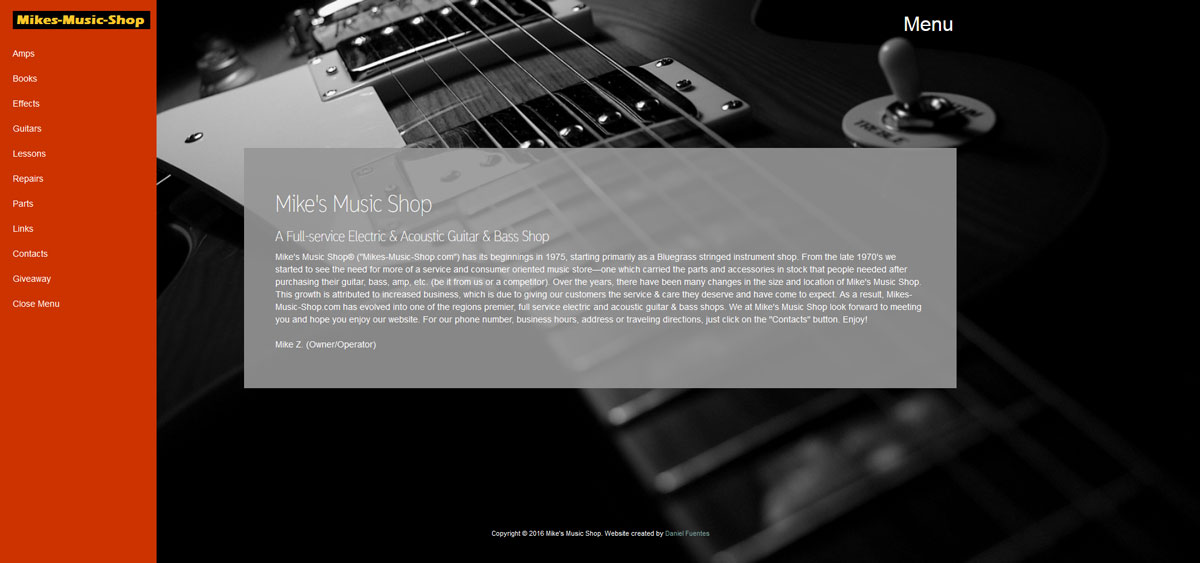 Mikes-Music-Shop
Amps
Books
Effects
Guitars
Lessons
Repairs
Parts
Links
Contacts
Giveaway
Close Menu
Menu
TREBLE
Mike's Music Shop
A Full-service Electric & Acoustic Guitar & Bass Shop
Mike's Music Shop® ("Mikes-Music-Shop.com") has its beginnings in 1975, starting primarily as a Bluegrass stringed instrument shop. From the late 1970's we
started to see the need for more of a service and consumer oriented music store—one which carried the parts and accessories in stock that people needed after
purchasing their guitar, bass, amp, etc. (be it from us or a competitor). Over the years, there have been many changes in the size and location of Mike's Music Shop.
This growth is attributed to increased business, which is due to giving our customers the service & care they deserve and have come to expect. As a result, Mikes-
Music-Shop.com has evolved into one of the regions premier, full service electric and acoustic guitar & bass shops. We at Mike's Music Shop look forward to meeting
you and hope you enjoy our website. For our phone number, business hours, address or traveling directions, just click on the "Contacts" button. Enjoy!
Mike Z. (Owner/Operator)
Copyright © 2016 Mike's Music Shop. Website created by Daniel Fuentes